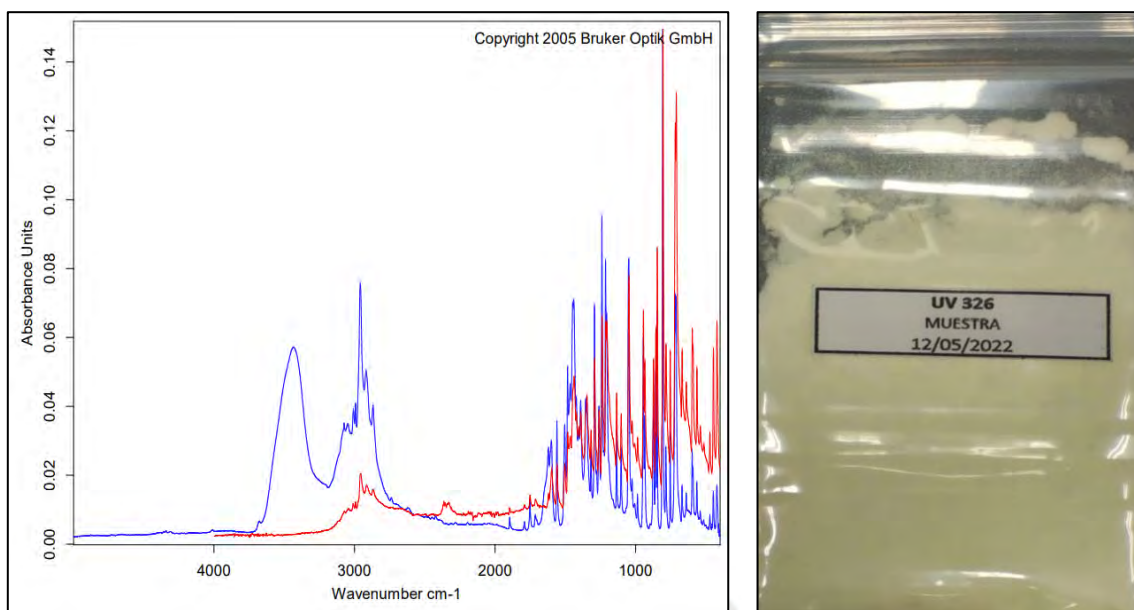 Copyright 2005 Bruker Optik GmbH
Absorbance Units
0.14
0.12
0.10
0.08
0.06
0.04
0.02
0.00
4000 3000 2000 1000
Wavenumber cm-1
UV 326
MUESTRA
12/05/2022